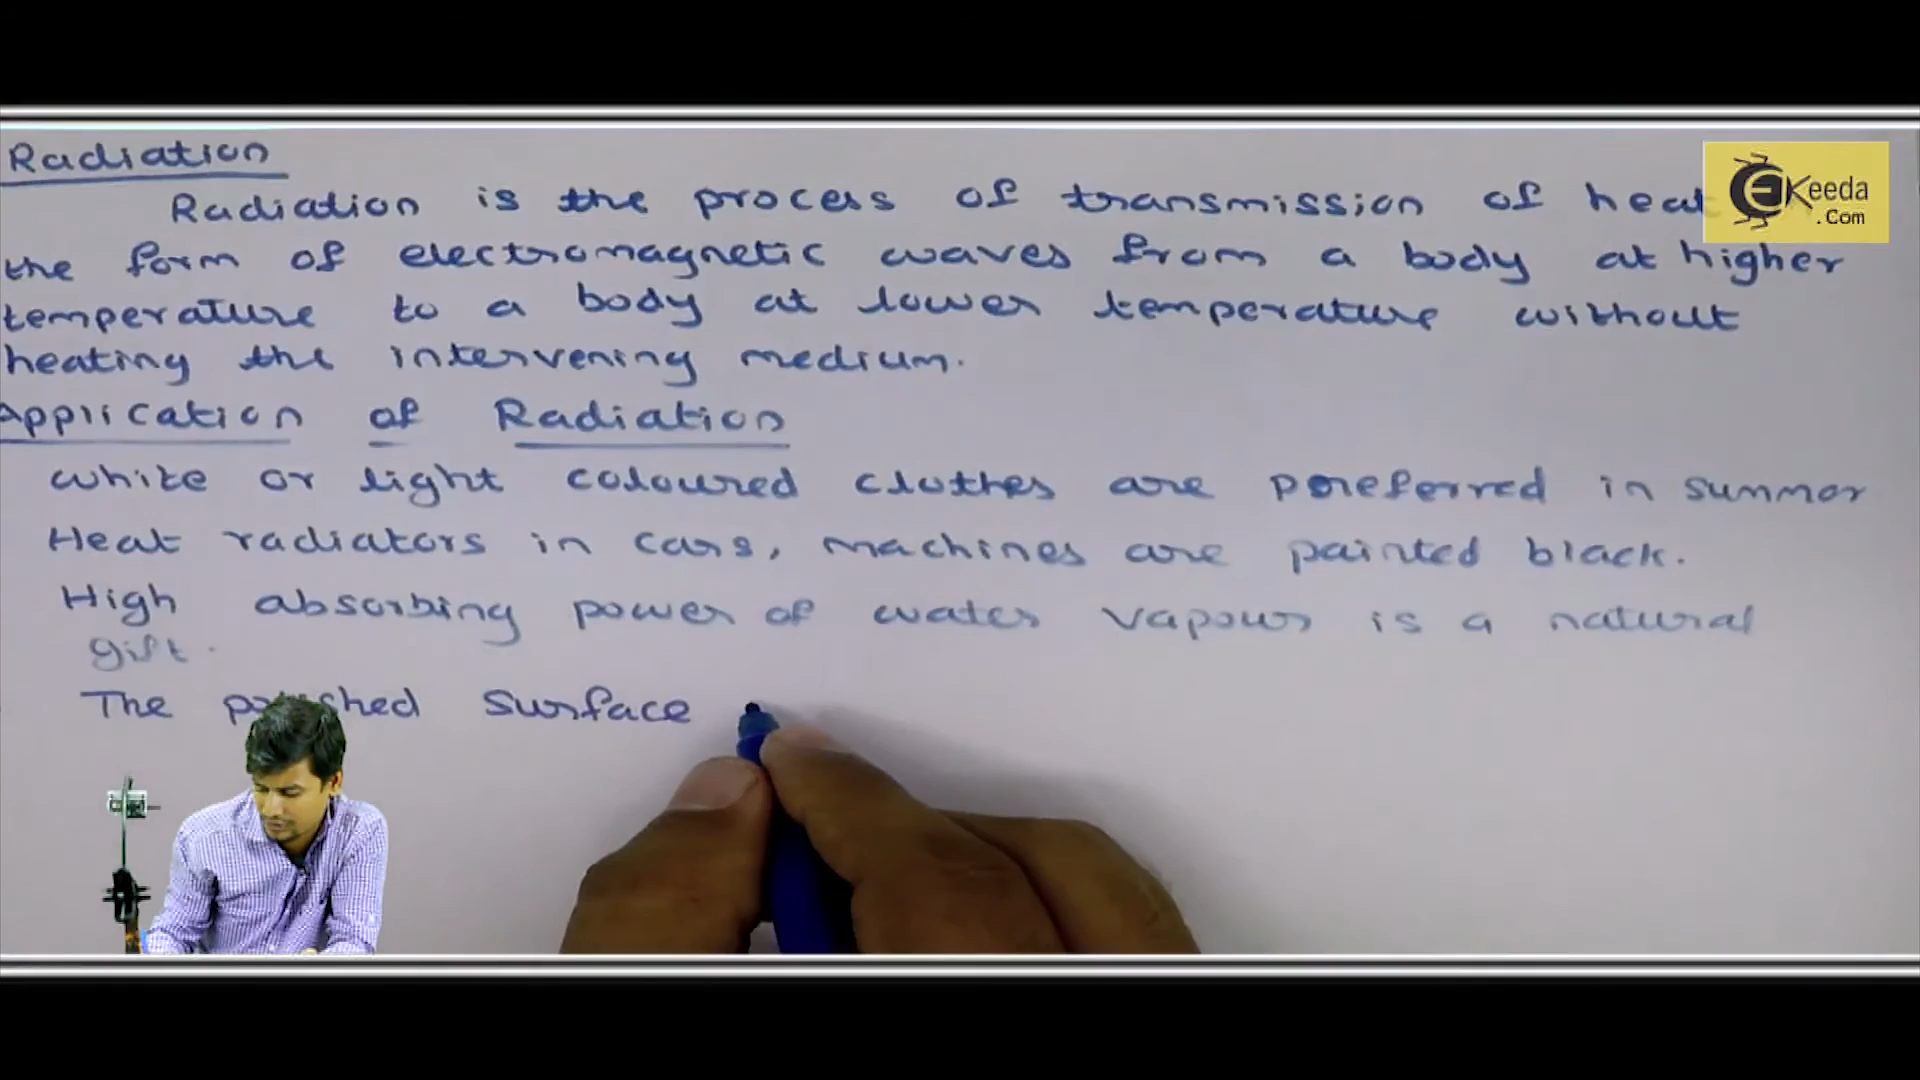 Radiation
Radiation is the process of transmission of heat
the form of electromagnetic waves from a body at higher
temperature to a body at lower temperature without
heating the intervening medium.
Application of Radiation
white or light coloured clothes are preferred in summer
Heat radiators in cars, machines are painted black.
High absorbing power of water vapour is a natural
gift.
The polished surface
EKeeda
.Com